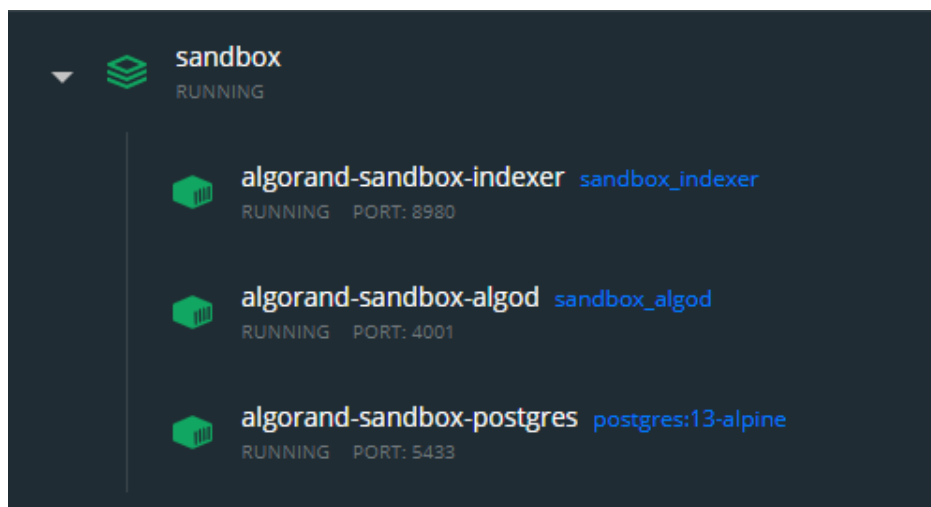 sandbox
RUNNING
algorand-sandbox-indexer sandbox_indexer
RUNNING PORT: 8980
algorand-sandbox-algod sandbox_algod
RUNNING PORT: 4001
algorand-sandbox-postgres postgres:13-alpine
RUNNING PORT: 5433